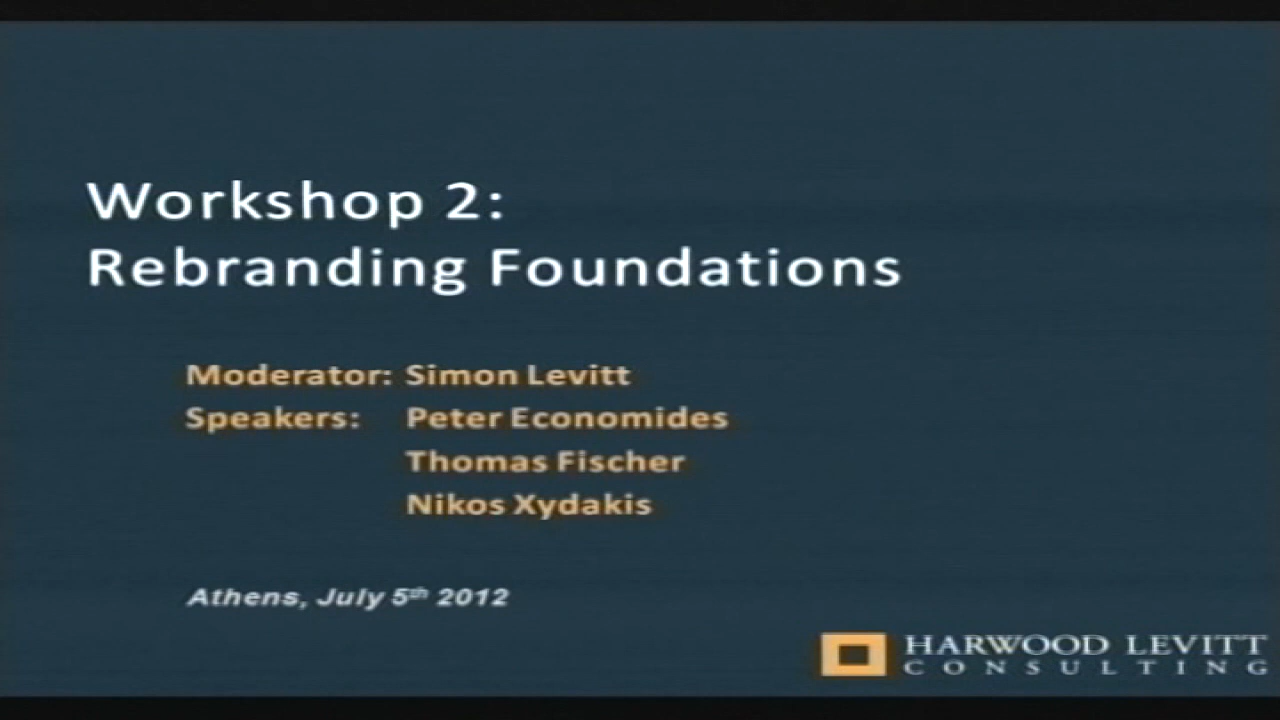 Workshop 2:
Rebranding Foundations
Moderator: Simon Levitt
Speakers: Peter Economides
Thomas Fischer
Nikos Xydakis
Athens, July 5th 2012
HARWOOD LEVITT
CONSULTING